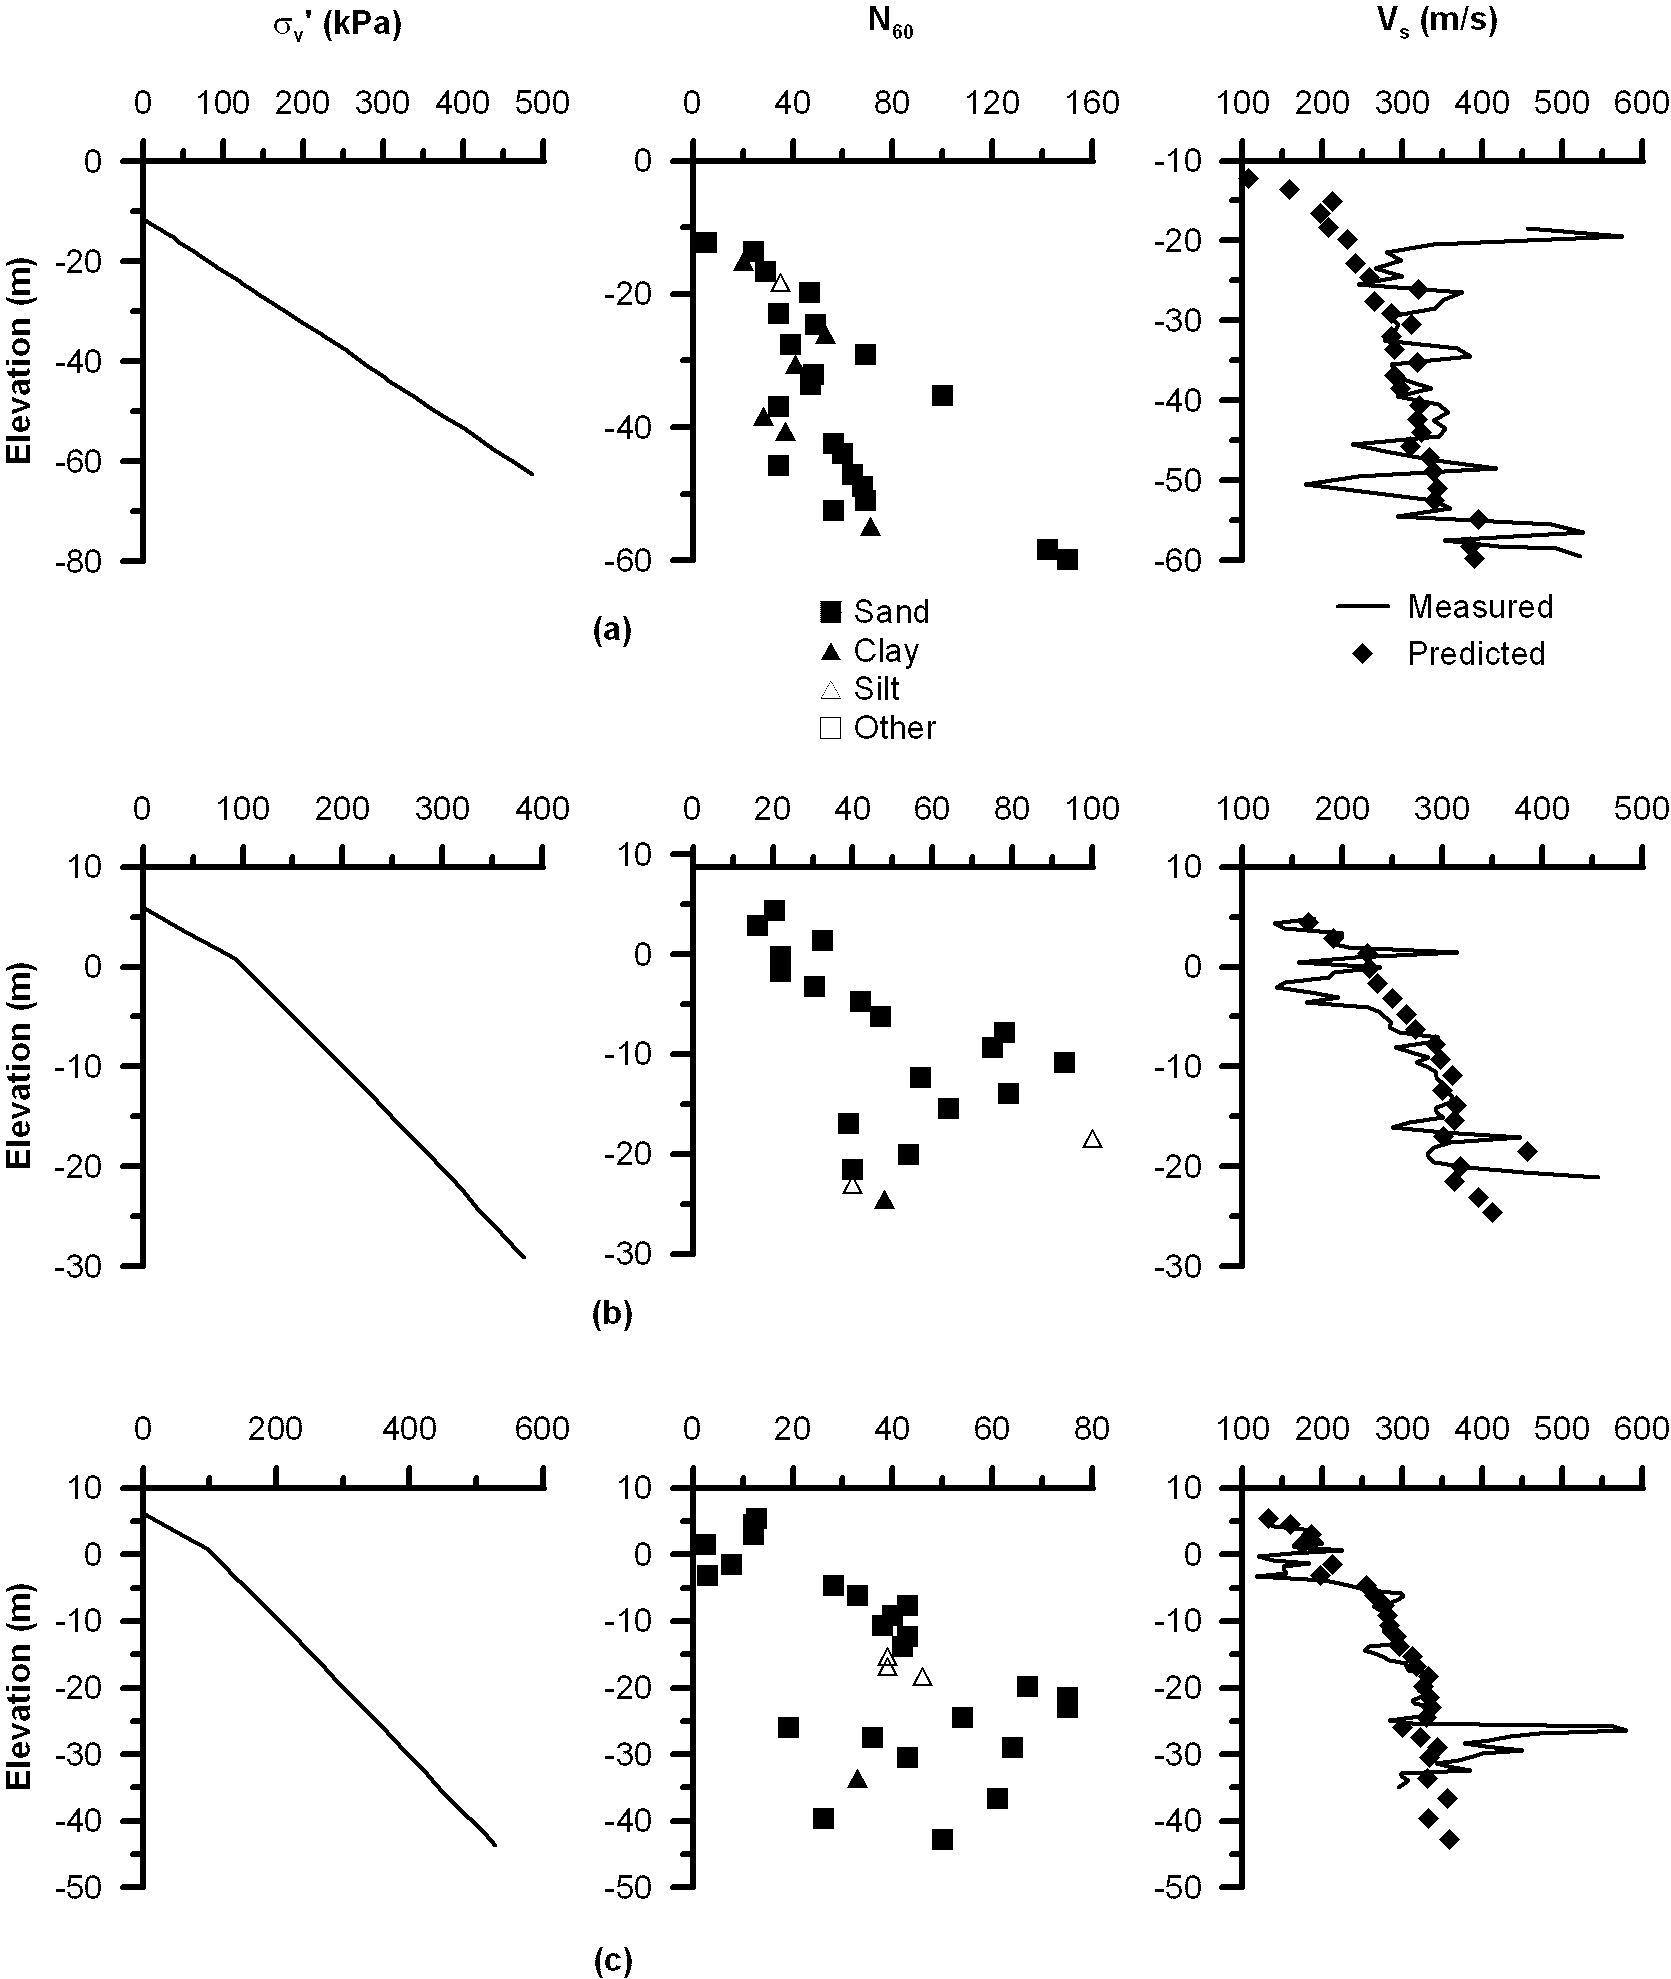 σv' (kPa) N60 Vs (m/s)
0 100 200 300 400 500 0 40 80 120 160 100 200 300 400 500 600
0 0 -10
-20 -20 -20
-30
-40 -40 -40
-60 -50
-80 -60 -60
Elevation (m)
Sand Measured
(a)
Clay Predicted
Silt
Other
0 100 200 300 400 0 20 40 60 80 100 100 200 300 400 500
10 10 10
0 0 0
-10 -10 -10
-20 -20 -20
-30 -30 -30
Elevation (m)
(b)
0 200 400 600 0 20 40 60 80 100 200 300 400 500 600
10 10 10
0 0 0
-10 -10 -10
-20 -20 -20
-30 -30 -30
-40 -40 -40
-50 -50 -50
Elevation (m)
(c)